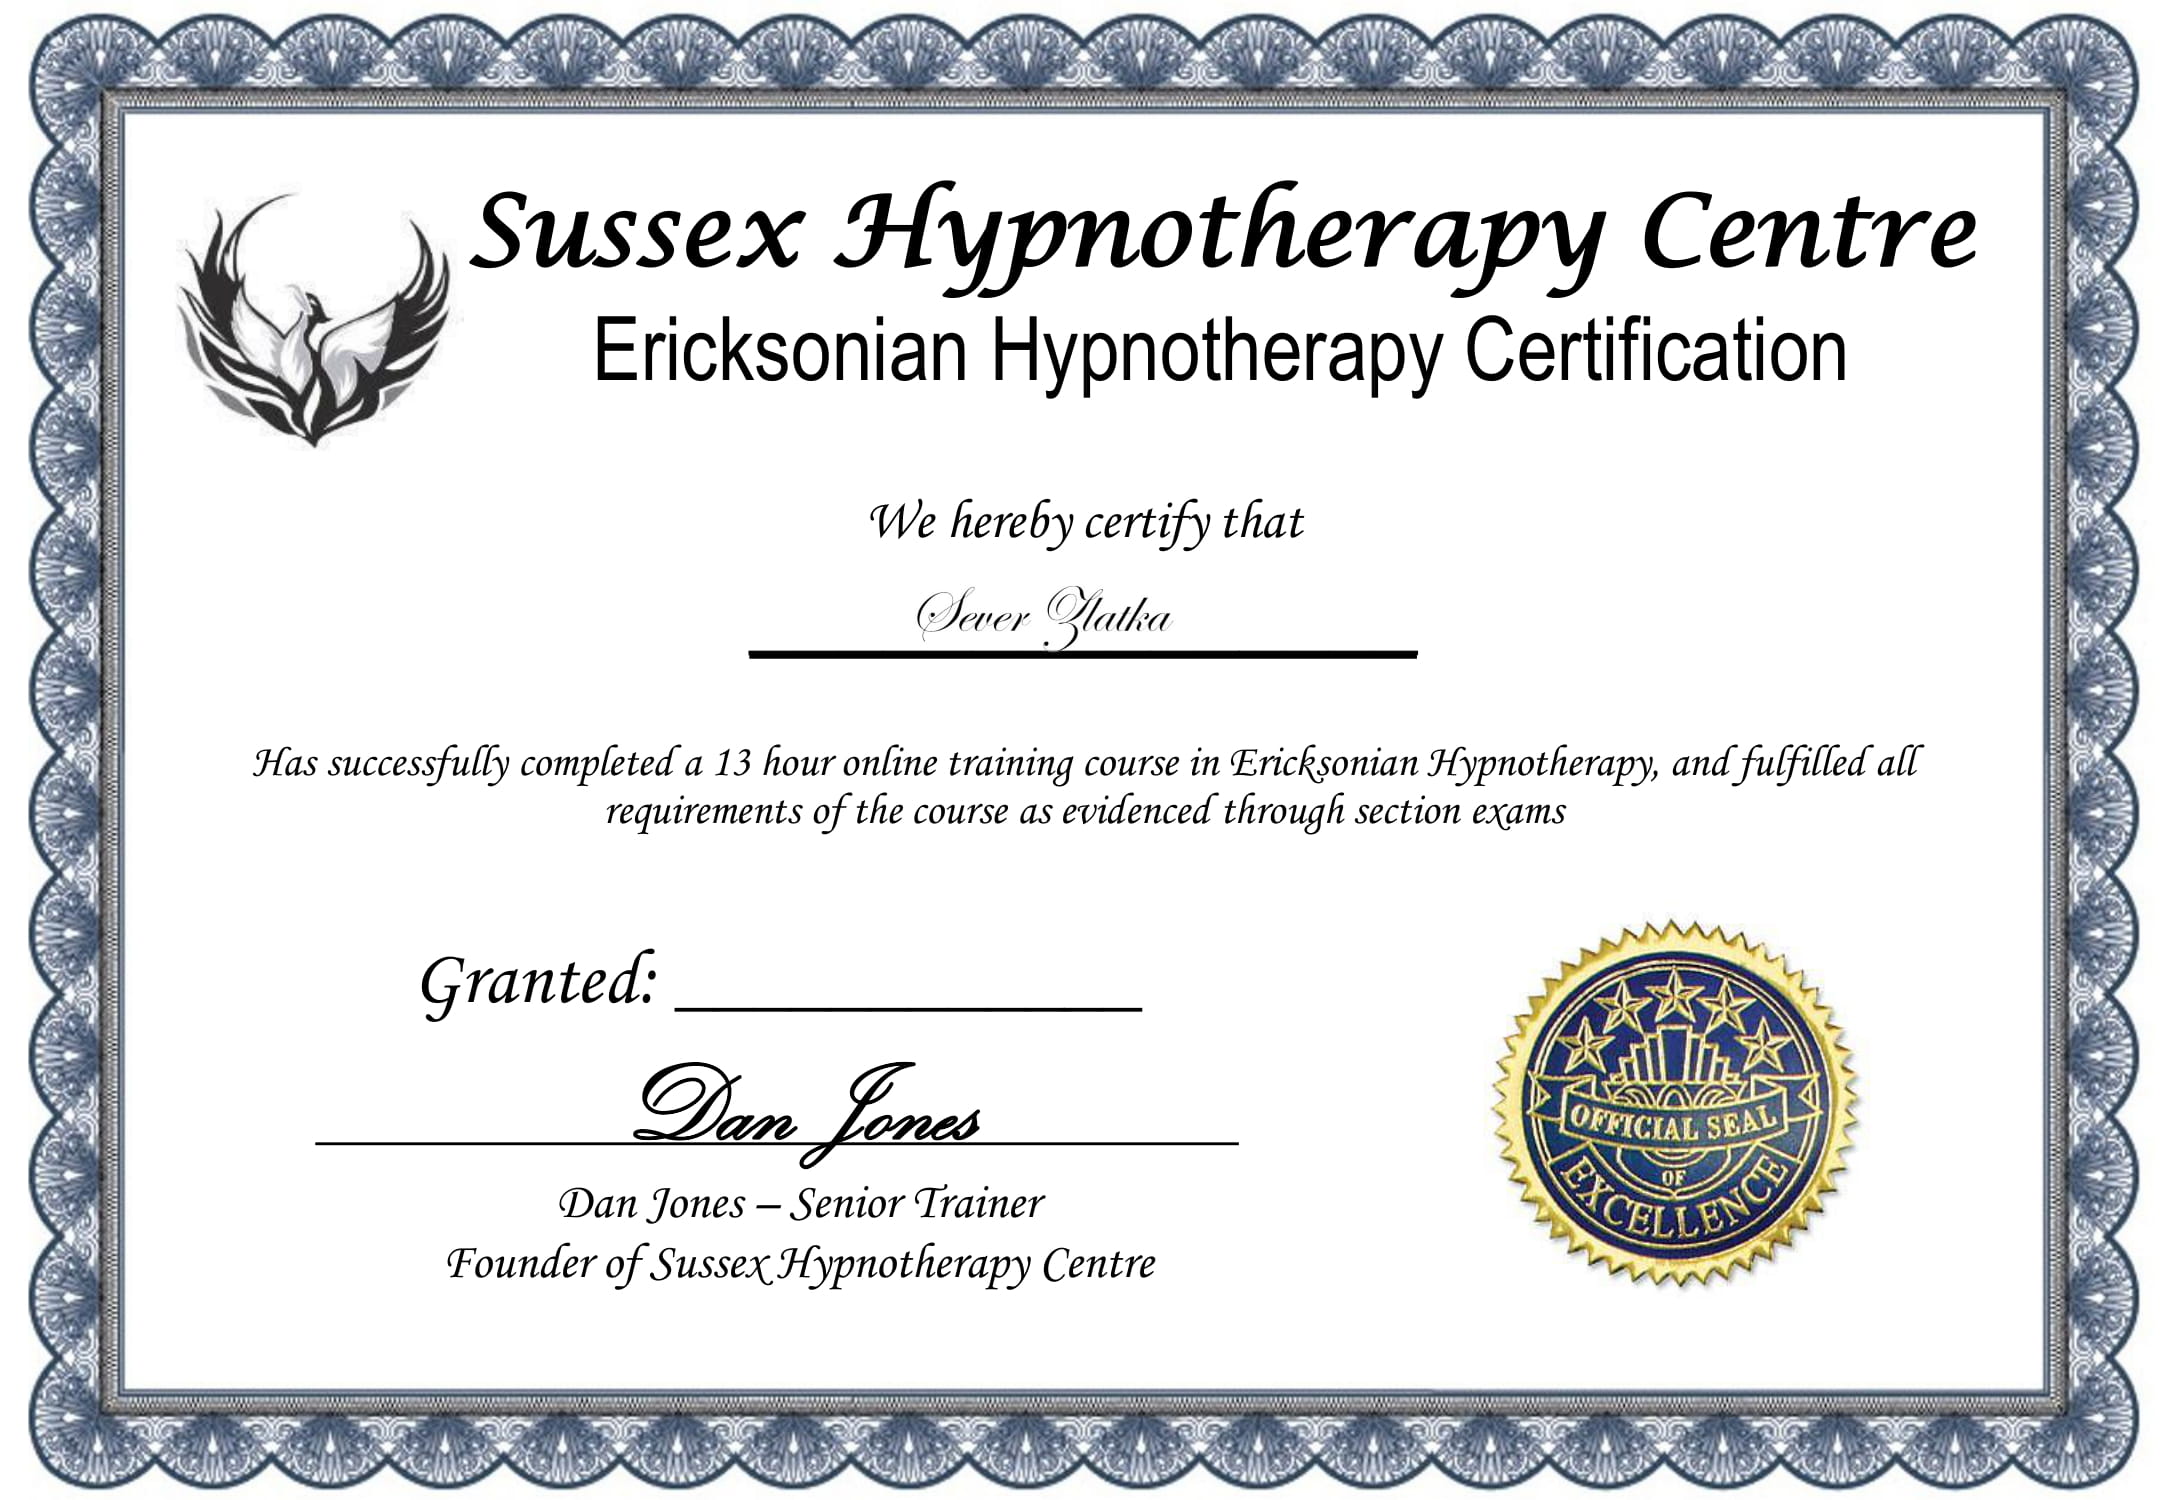 Sussex Hypnotherapy Centre
Ericksonian Hypnotherapy Certification
We hereby certify that
Sever Zlatka
Has successfully completed a 13 hour online training course in Ericksonian Hypnotherapy, and fulfilled all
requirements of the course as evidenced through section exams
Granted:
Dan Jones
Dan Jones – Senior Trainer
Founder of Sussex Hypnotherapy Centre
OFFICIAL SEAL
OF
EXCELLENCE